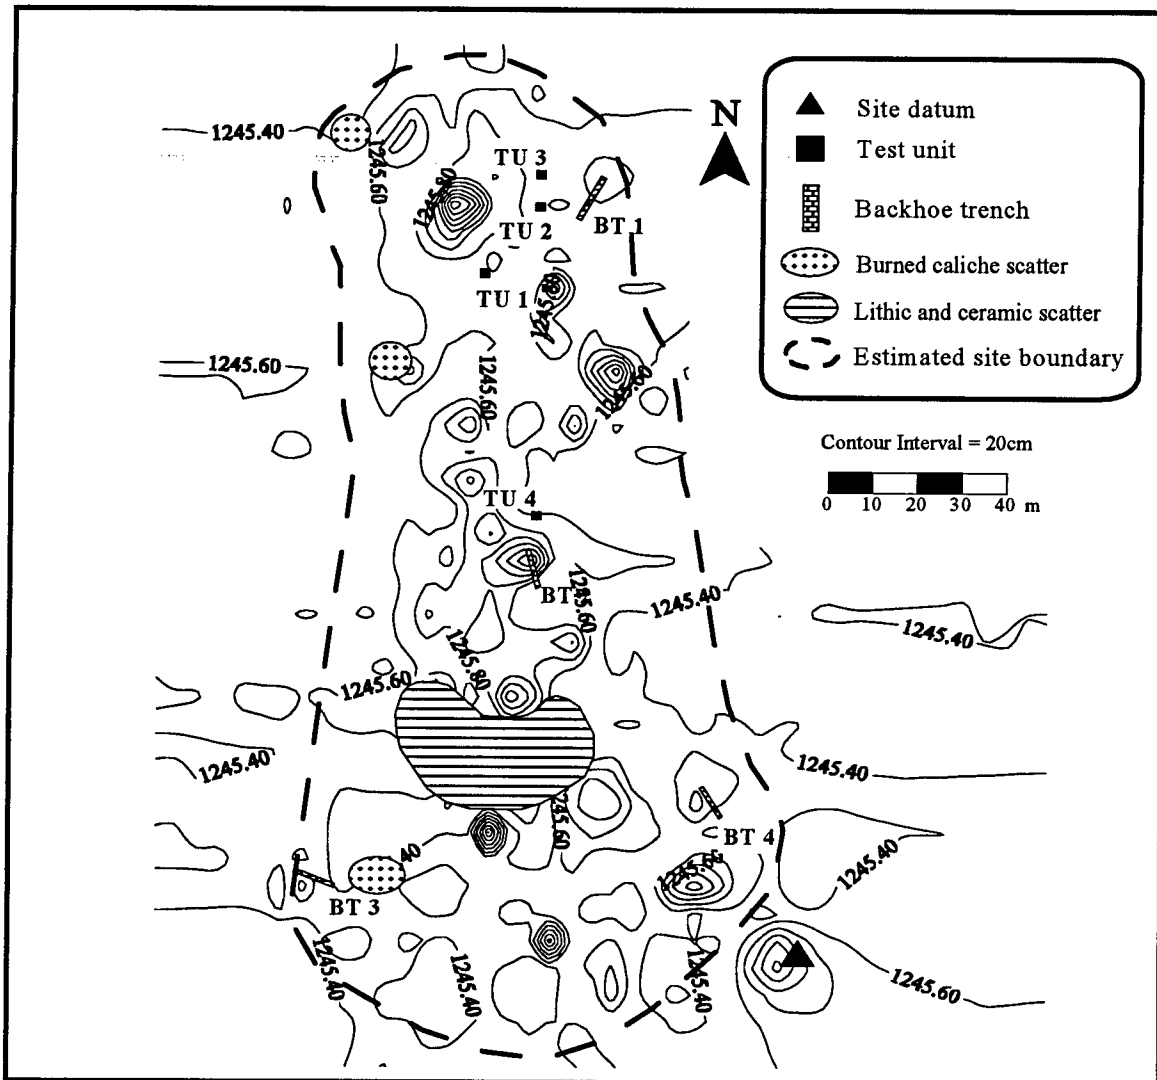 N
Site datum
Test unit
Backhoe trench
Burned caliche scatter
Lithic and ceramic scatter
Estimated site boundary
Contour Interval = 20cm
0 10 20 30 40 m
1245.40
1245.60
TU 3
1245.80
TU 2
BT 1
TU 1
1245.80
1245.60
1245.60
1245.60
TU 4
BT
1245.60
1245.40
1245.40
1245.80
1245.60
1245.40
1245.40
1245.60
BT 4
40
1245.40
BT 3
1245.40
1245.40
1245.40
1245.60